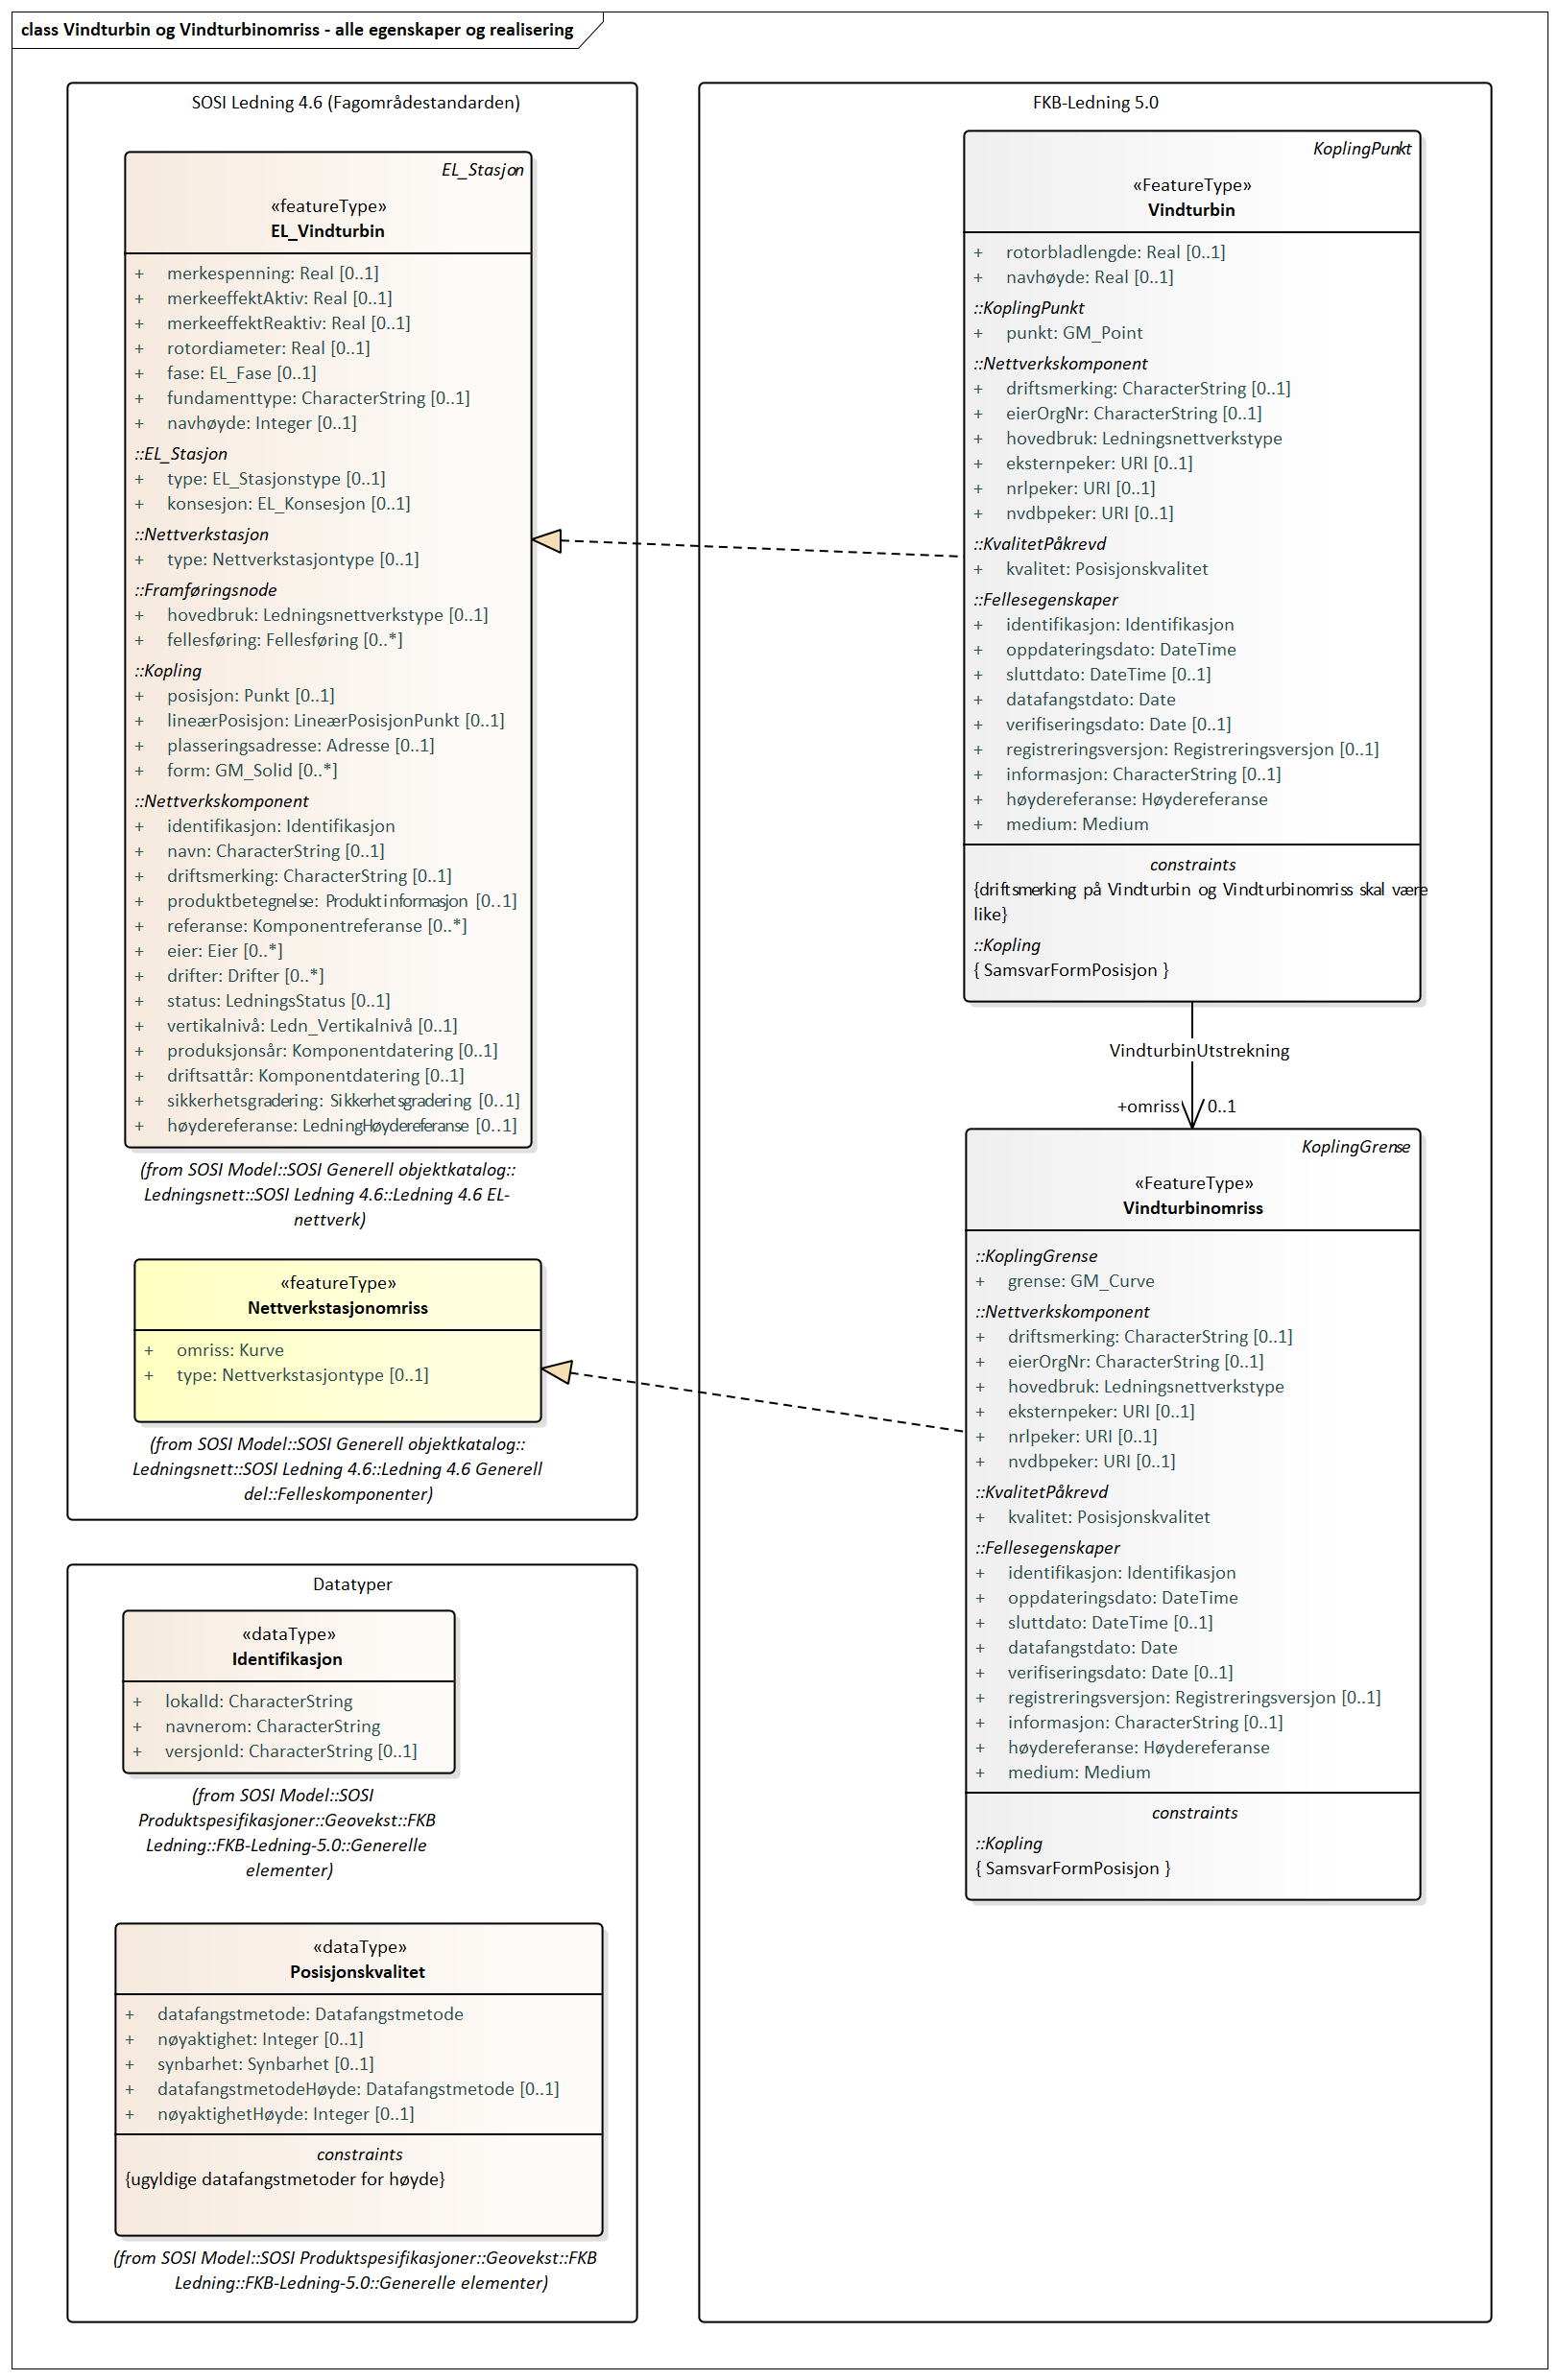 class Vindturbin og Vindturbinomriss - alle egenskaper og realisering
SOSI Ledning 4.6 (Fagområdestandarden)
EL_Stasjon
«featureType»
EL_Vindturbin
+ merkespenning: Real [0..1]
+ merkeeffektAktiv: Real [0..1]
+ merkeeffektReaktiv: Real [0..1]
+ rotordiameter: Real [0..1]
+ fase: EL_Fase [0..1]
+ fundamenttype: CharacterString [0..1]
+ navhøyde: Integer [0..1]
::EL_Stasjon
+ type: EL_Stasjonstype [0..1]
+ konsesjon: EL_Konsesjon [0..1]
::Nettverkstasjon
+ type: Nettverkstasjontype [0..1]
::Framføringsnode
+ hovedbruk: Ledningsnettverkstype [0..1]
+ fellesføring: Fellesføring [0..*]
::Kopling
+ posisjon: Punkt [0..1]
+ lineærPosisjon: LineærPosisjonPunkt [0..1]
+ plasseringsadresse: Adresse [0..1]
+ form: GM_Solid [0..*]
::Nettverkskomponent
+ identifikasjon: Identifikasjon
+ navn: CharacterString [0..1]
+ driftsmerking: CharacterString [0..1]
+ produktbetegnelse: Produktinformasjon [0..1]
+ referanse: Komponentreferanse [0..*]
+ eier: Eier [0..*]
+ drifter: Drifter [0..*]
+ status: LedningsStatus [0..1]
+ vertikalnivå: Ledn_Vertikalnivå [0..1]
+ produksjonsår: Komponentdatering [0..1]
+ driftsattår: Komponentdatering [0..1]
+ sikkerhetsgradering: Sikkerhetsgradering [0..1]
+ høydereferanse: LedningHøydereferanse [0..1]
(from SOSI Model::SOSI Generell objektkatalog::
Ledningsnett::SOSI Ledning 4.6::Ledning 4.6 EL-
nettverk)
«featureType»
Nettverkstasjonomriss
+ omriss: Kurve
+ type: Nettverkstasjontype [0..1]
(from SOSI Model::SOSI Generell objektkatalog::
Ledningsnett::SOSI Ledning 4.6::Ledning 4.6 Generell
del::Felleskomponenter)
Datatyper
«dataType»
Identifikasjon
+ lokalId: CharacterString
+ navnerom: CharacterString
+ versjonId: CharacterString [0..1]
(from SOSI Model::SOSI
Produktspesifikasjoner::Geovekst::FKB
Ledning::FKB-Ledning-5.0::Generelle
elementer)
«dataType»
Posisjonskvalitet
+ datafangstmetode: Datafangstmetode
+ nøyaktighet: Integer [0..1]
+ synbarhet: Synbarhet [0..1]
+ datafangstmetodeHøyde: Datafangstmetode [0..1]
+ nøyaktighetHøyde: Integer [0..1]
constraints
{ugyldige datafangstmetoder for høyde}
(from SOSI Model::SOSI Produktspesifikasjoner::Geovekst::FKB
Ledning::FKB-Ledning-5.0::Generelle elementer)
FKB-Ledning 5.0
KoplingPunkt
«FeatureType»
Vindturbin
+ rotorbladlengde: Real [0..1]
+ navhøyde: Real [0..1]
::KoplingPunkt
+ punkt: GM_Point
::Nettverkskomponent
+ driftsmerking: CharacterString [0..1]
+ eierOrgNr: CharacterString [0..1]
+ hovedbruk: Ledningsnettverkstype
+ eksternpeker: URI [0..1]
+ nrlpeker: URI [0..1]
+ nvdbpeker: URI [0..1]
::KvalitetPåkrevd
+ kvalitet: Posisjonskvalitet
::Fellesegenskaper
+ identifikasjon: Identifikasjon
+ oppdateringsdato: DateTime
+ sluttdato: DateTime [0..1]
+ datafangstdato: Date
+ verifiseringsdato: Date [0..1]
+ registreringsversjon: Registreringsversjon [0..1]
+ informasjon: CharacterString [0..1]
+ høydereferanse: Høydereferanse
+ medium: Medium
constraints
{driftsmerking på Vindturbin og Vindturbinomriss skal være
like}
::Kopling
{ SamsvarFormPosisjon }
VindturbinUtstrekning
+omriss 0..1
KoplingGrense
«FeatureType»
Vindturbinomriss
::KoplingGrense
+ grense: GM_Curve
::Nettverkskomponent
+ driftsmerking: CharacterString [0..1]
+ eierOrgNr: CharacterString [0..1]
+ hovedbruk: Ledningsnettverkstype
+ eksternpeker: URI [0..1]
+ nrlpeker: URI [0..1]
+ nvdbpeker: URI [0..1]
::KvalitetPåkrevd
+ kvalitet: Posisjonskvalitet
::Fellesegenskaper
+ identifikasjon: Identifikasjon
+ oppdateringsdato: DateTime
+ sluttdato: DateTime [0..1]
+ datafangstdato: Date
+ verifiseringsdato: Date [0..1]
+ registreringsversjon: Registreringsversjon [0..1]
+ informasjon: CharacterString [0..1]
+ høydereferanse: Høydereferanse
+ medium: Medium
constraints
::Kopling
{ SamsvarFormPosisjon }